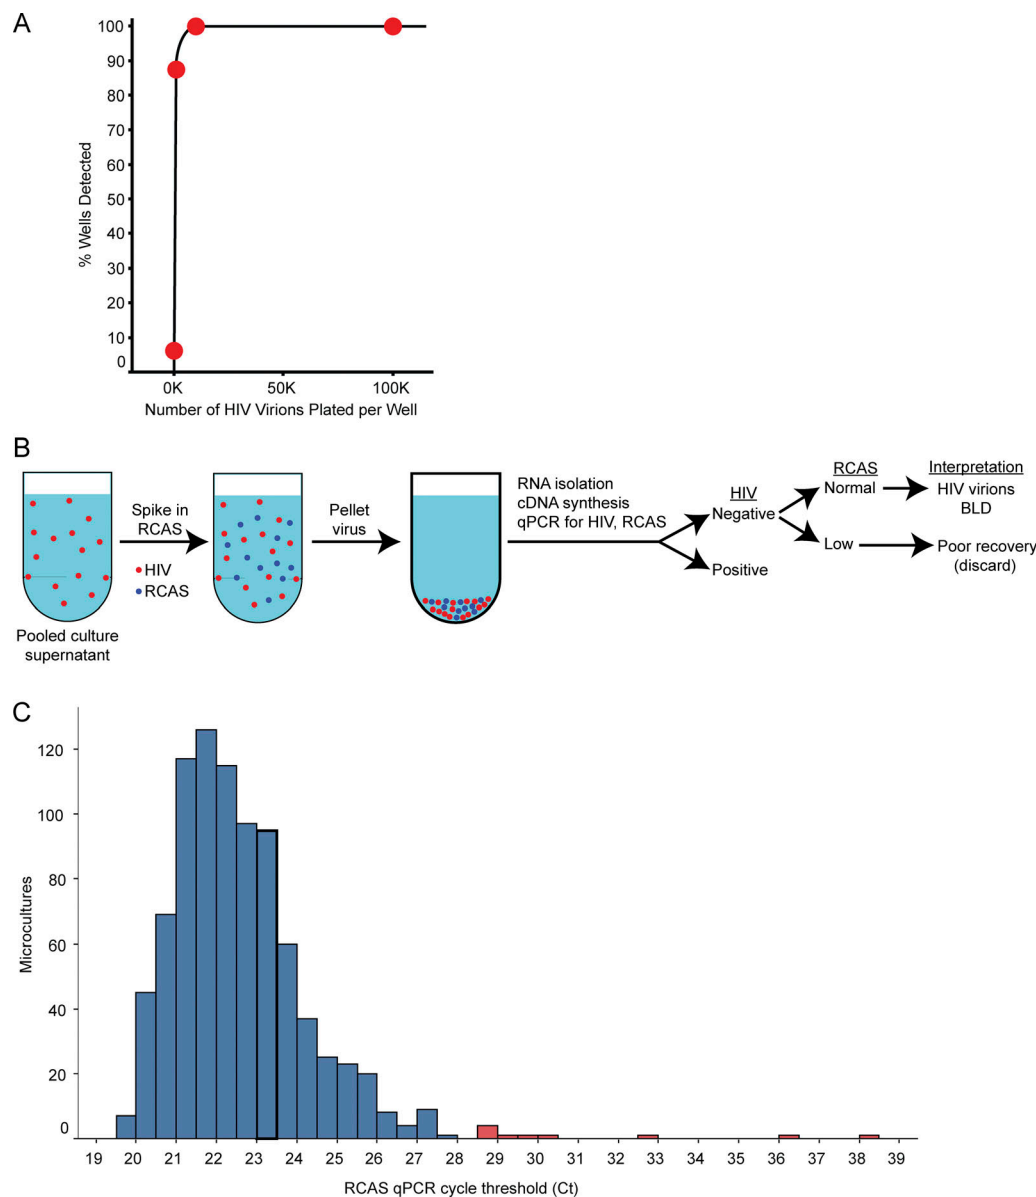 A
% Wells Detected
100
90
80
70
60
50
40
30
20
10
0
0K 50K 100K
Number of HIV Virions Plated per Well
B
Pooled culture
supernatant
Spike in
RCAS
HIV
RCAS
Pellet
virus
RNA isolation
cDNA synthesis
qPCR for HIV, RCAS
HIV
Negative
Positive
RCAS
Normal
Low
Interpretation
HIV virions
BLD
Poor recovery
(discard)
C
Microcultures
120
100
80
60
40
20
0
19 20 21 22 23 24 25 26 27 28 29 30 31 32 33 34 35 36 37 38 39
RCAS qPCR cycle threshold (Ct)